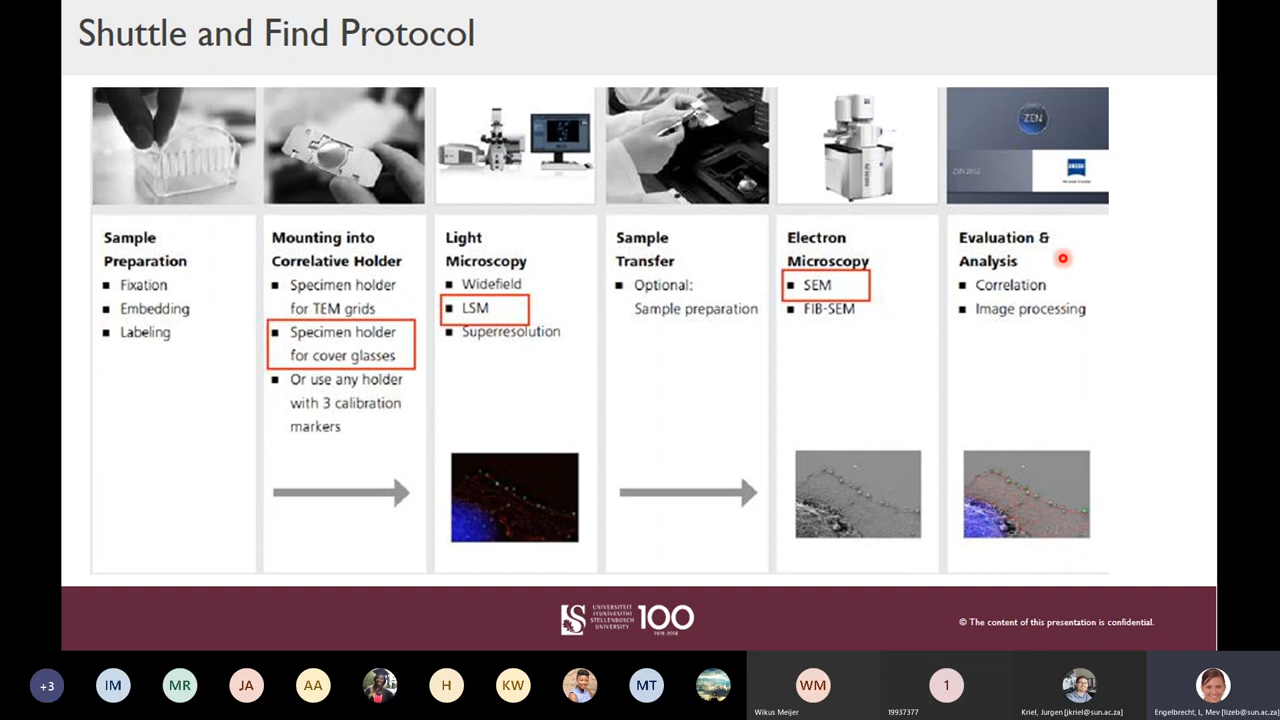 Shuttle and Find Protocol
ZEN
ZEN 2012
ZEISS
Sample
Preparation
Fixation
Embedding
Labeling
Mounting into
Correlative Holder
Specimen holder
for TEM grids
Specimen holder
for cover glasses
Or use any holder
with 3 calibration
markers
Light
Microscopy
Widefield
LSM
Superresolution
Sample
Transfer
Optional:
Sample preparation
Electron
Microscopy
SEM
FIB-SEM
Evaluation &
Analysis
Correlation
Image processing
UNIVERSITEIT
IYUNIVESITHI
STELLENBOSCH
UNIVERSITY
100
1918-2018
© The content of this presentation is confidential.
+3
IM
MR
JA
AA
H
KW
MT
WM
1
Wikus Meijer
19937377
Kriel, Jurgen [jkriel@sun.ac.za]
Engelbrecht, L, Mev [lizeb@sun.ac.za]